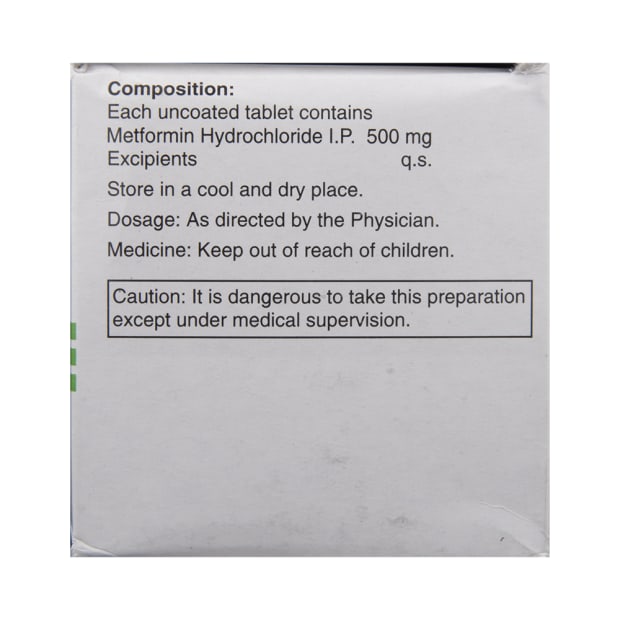 Composition:
Each uncoated tablet contains
Metformin Hydrochloride I.P. 500 mg
Excipients q.s.
Store in a cool and dry place.
Dosage: As directed by the Physician.
Medicine: Keep out of reach of children.
Caution: It is dangerous to take this preparation
except under medical supervision.